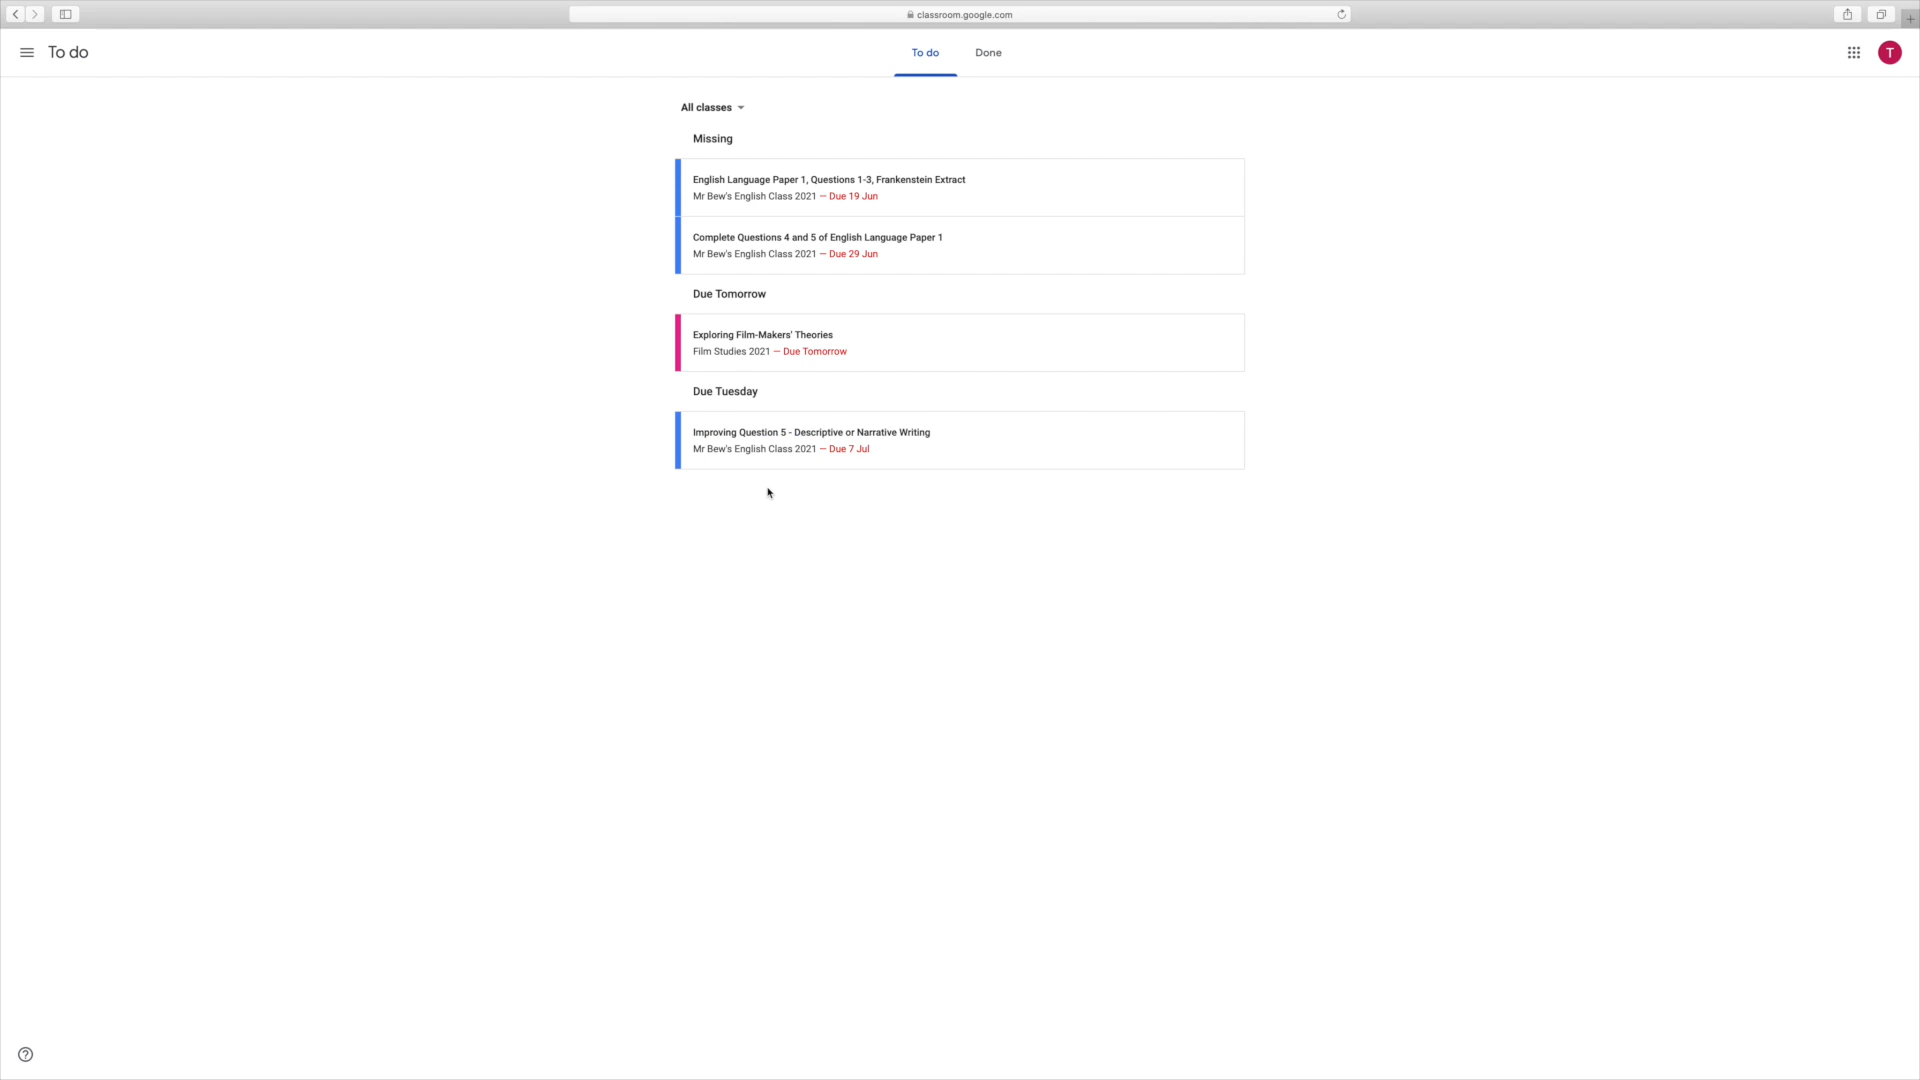 classroom.google.com
To do
To do
Done
T
All classes
Missing
English Language Paper 1, Questions 1-3, Frankenstein Extract
Mr Bew's English Class 2021 — Due 19 Jun
Complete Questions 4 and 5 of English Language Paper 1
Mr Bew's English Class 2021 — Due 29 Jun
Due Tomorrow
Exploring Film-Makers' Theories
Film Studies 2021 — Due Tomorrow
Due Tuesday
Improving Question 5 - Descriptive or Narrative Writing
Mr Bew's English Class 2021 — Due 7 Jul